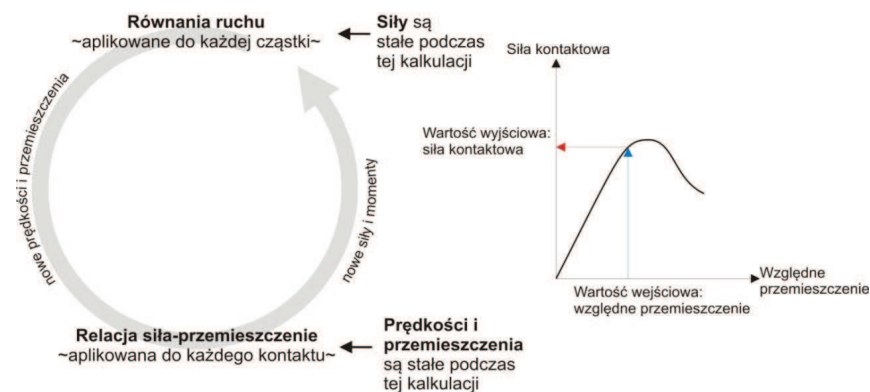 Równania ruchu
~aplikowane do każdej cząstki~
Siły są
stałe podczas
tej kalkulacji
nowe prędkości i przemieszczenia
nowe siły i momenty
Relacja siła-przemieszczenie
~aplikowana do każdego kontaktu~
Prędkości i
przemieszczenia
są stałe podczas
tej kalkulacji
Siła kontaktowa
Wartość wyjściowa:
siła kontaktowa
Względne
przemieszczenie
Wartość wejściowa:
względne przemieszczenie